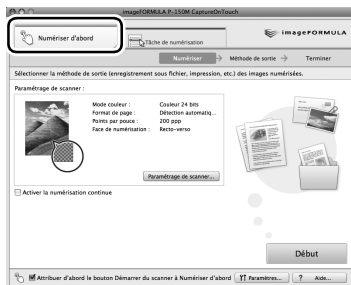 imageFORMULA P-150M CaptureOnTouch
Numériser d'abord
Tâche de numérisation
imageFORMULA
Numériser
Méthode de sortie
Terminer
Sélectionner la méthode de sortie (enregistrement sous fichier, impression, etc.) des images numérisées.
Paramétrage de scanner :
Mode couleur : Couleur 24 bits
Format de page : Détection automatiq...
Points par pouce : 200 ppp
Face de numérisation : Recto-verso
Paramétrage de scanner...
Activer la numérisation continue
Début
Attribuer d'abord le bouton Démarrer du scanner à Numériser d'abord
Paramètres...
? Aide...